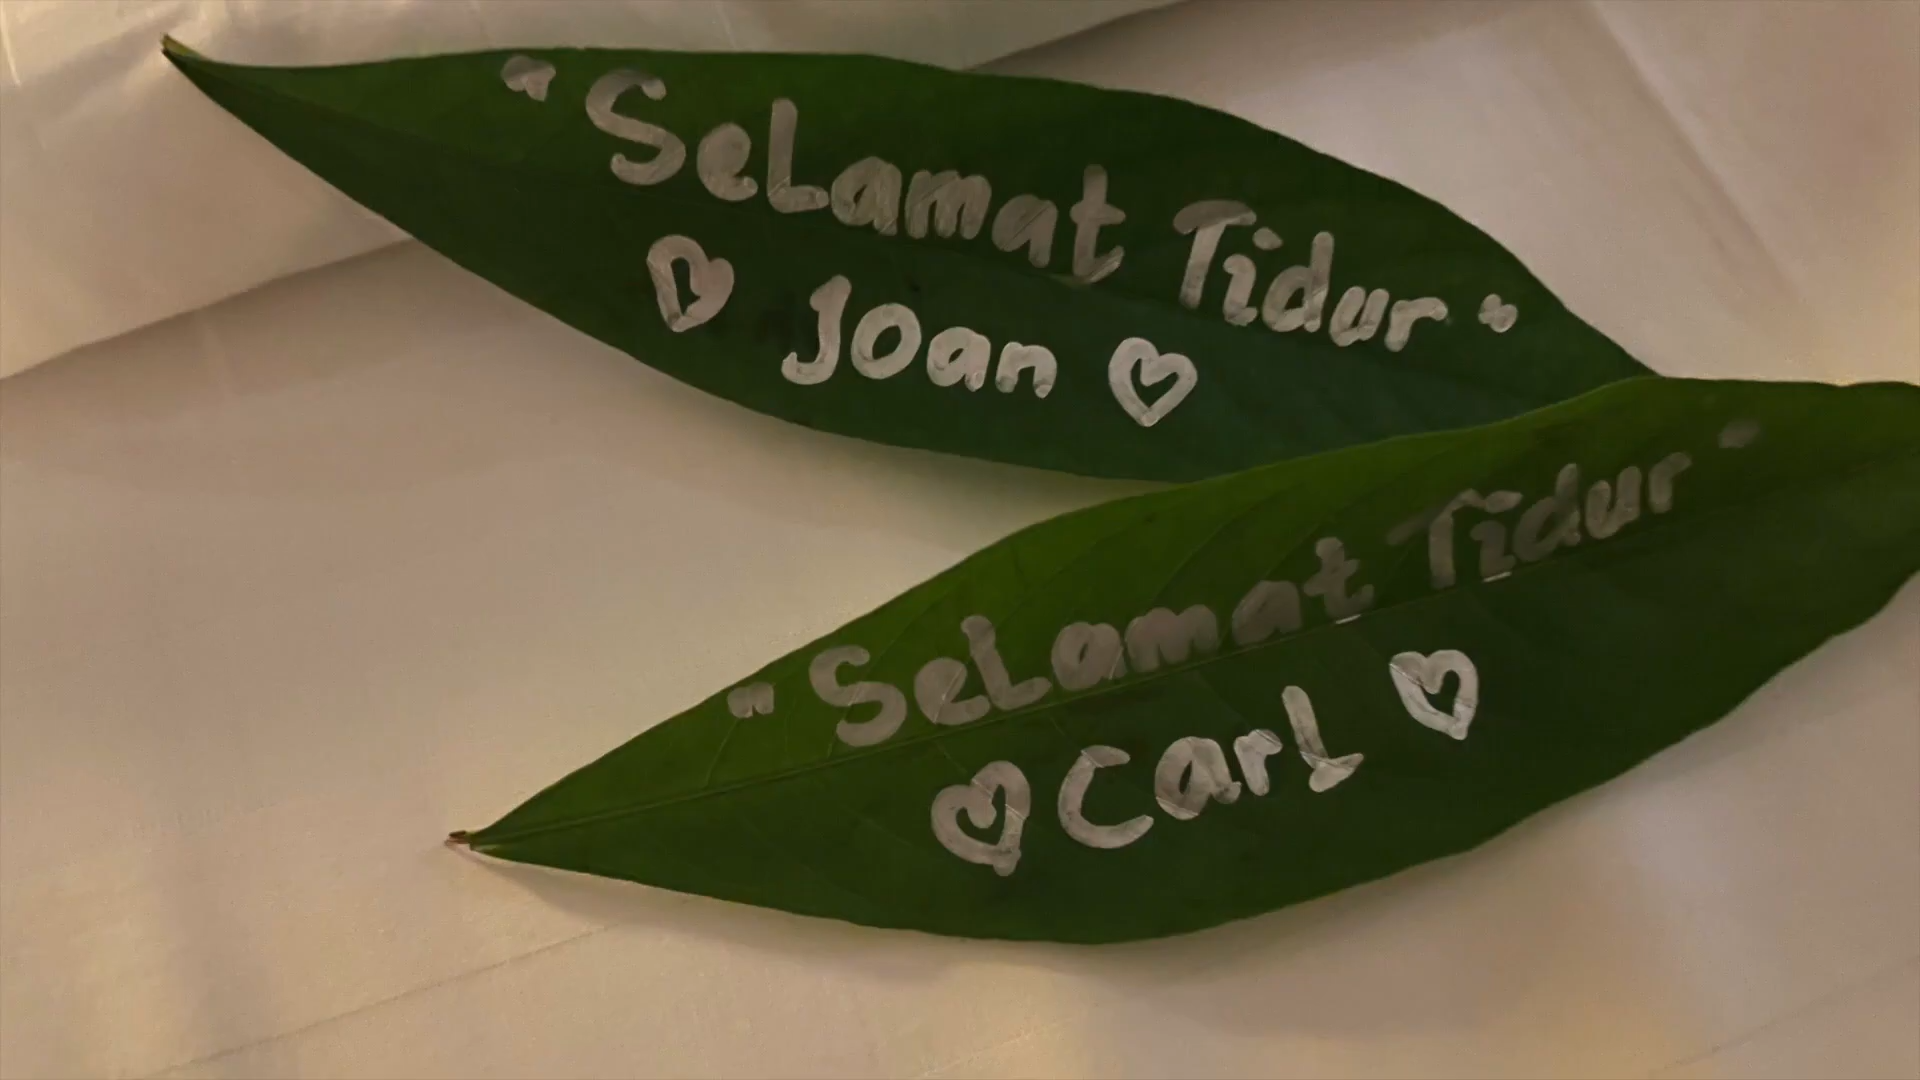 "SeLamat Tidur"
♡ Joan ♡
"SeLamat Tidur"
♡ CarL ♡